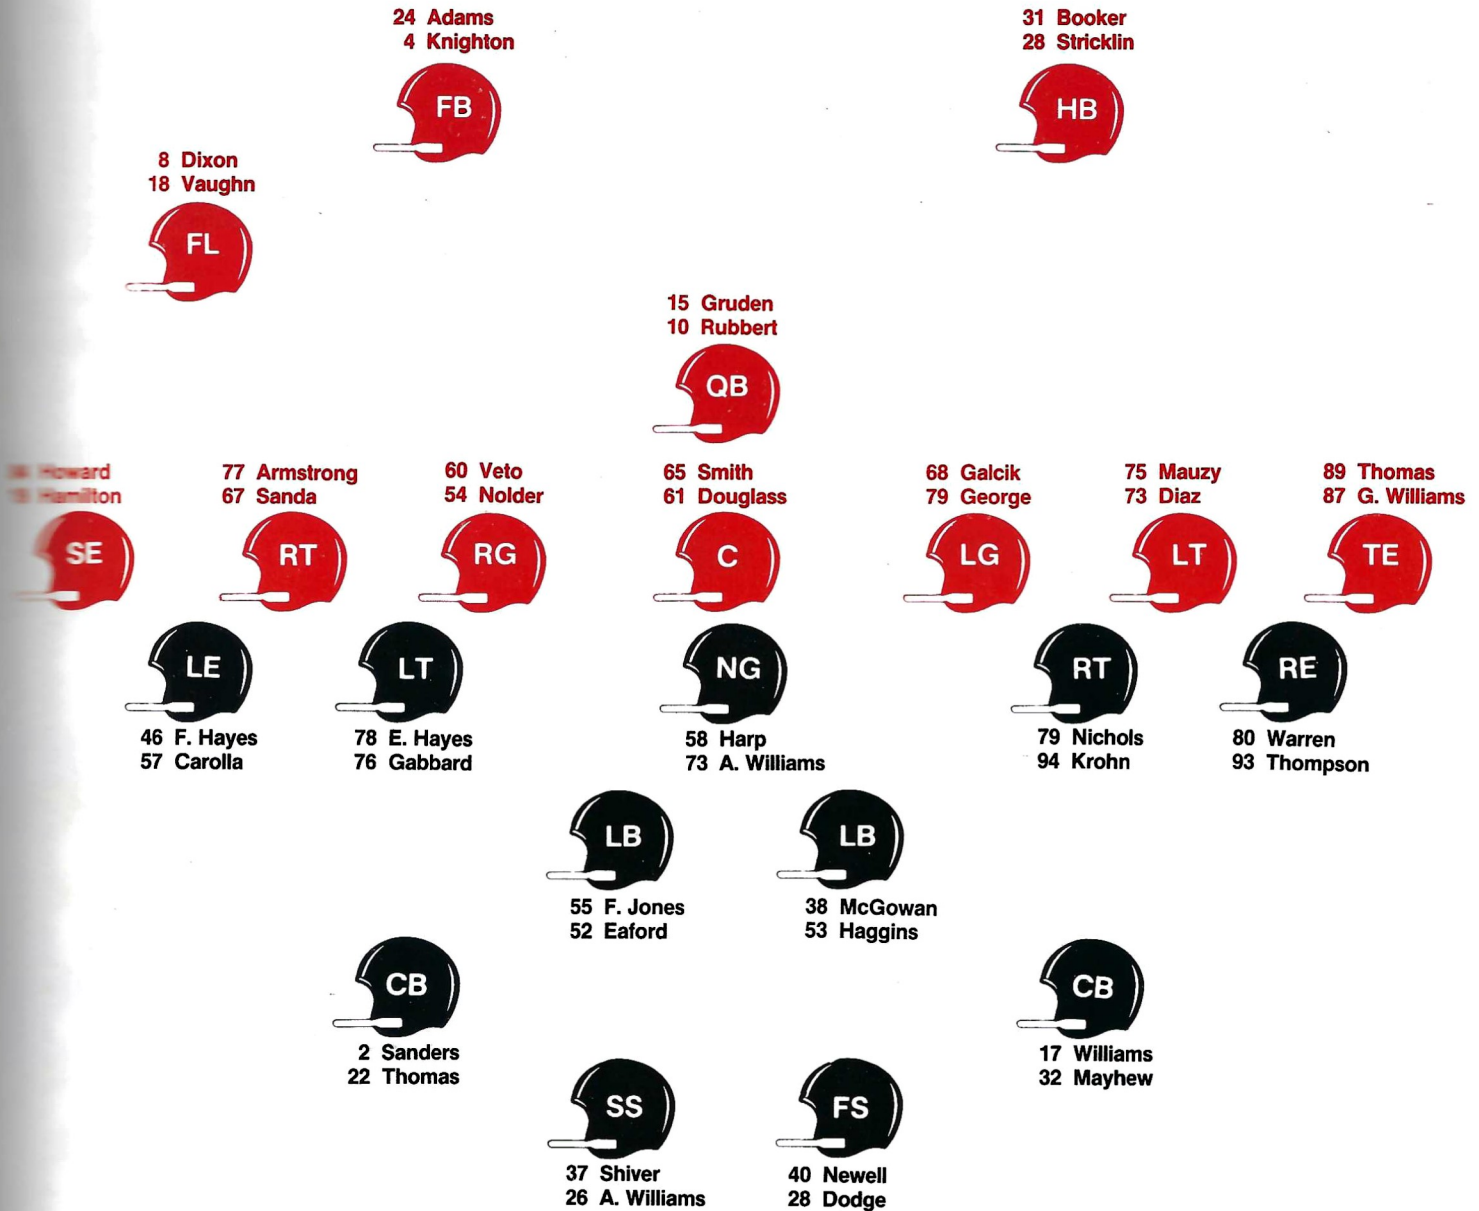 24 Adams
4 Knighton
FB
31 Booker
28 Stricklin
HB
8 Dixon
18 Vaughn
FL
15 Gruden
10 Rubbert
QB
Howard
Hamilton
SE
77 Armstrong
67 Sanda
RT
60 Veto
54 Nolder
RG
65 Smith
61 Douglass
C
68 Galcik
79 George
LG
75 Mauzy
73 Diaz
LT
89 Thomas
87 G. Williams
TE
LE
46 F. Hayes
57 Carolla
LT
78 E. Hayes
76 Gabbard
NG
58 Harp
73 A. Williams
RT
79 Nichols
94 Krohn
RE
80 Warren
93 Thompson
LB
55 F. Jones
52 Eaford
LB
38 McGowan
53 Haggins
CB
2 Sanders
22 Thomas
CB
17 Williams
32 Mayhew
SS
37 Shiver
26 A. Williams
FS
40 Newell
28 Dodge